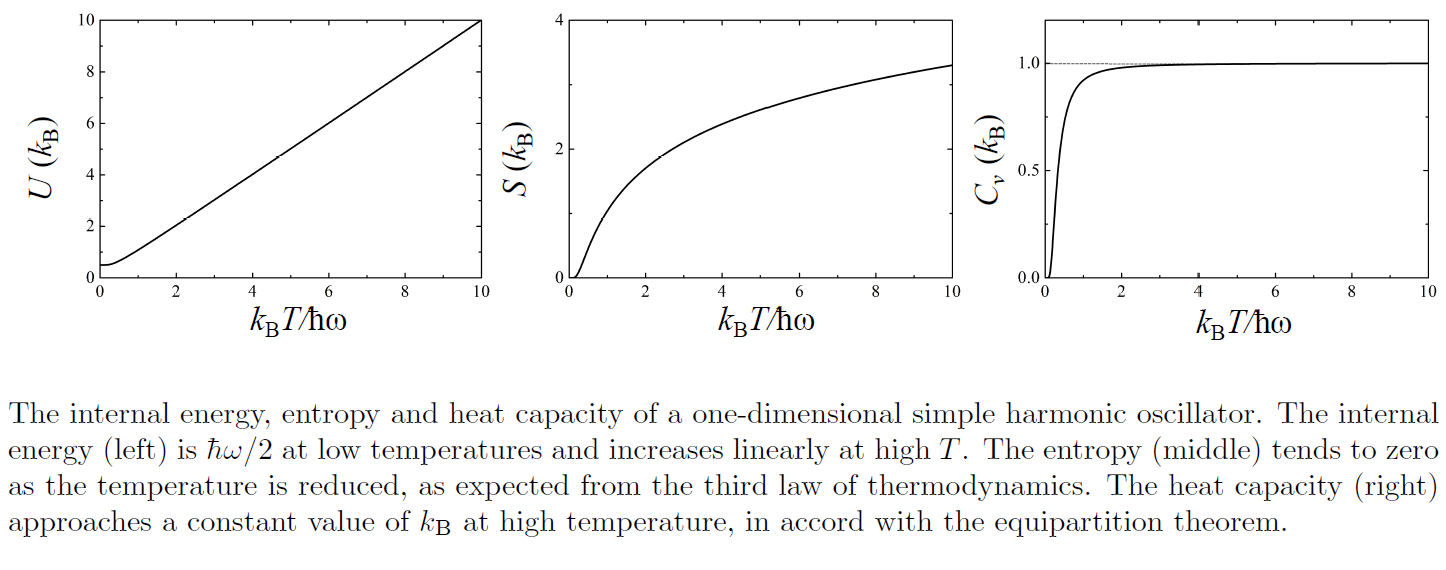 10
8
6
4
2
0
U (kB)
0 2 4 6 8 10
kBT/ħω
4
2
0
S (kB)
0 2 4 6 8 10
kBT/ħω
1.0
0.5
0.0
Cv (kB)
0 2 4 6 8 10
kBT/ħω
The internal energy, entropy and heat capacity of a one-dimensional simple harmonic oscillator. The internal
energy (left) is ħω/2 at low temperatures and increases linearly at high T. The entropy (middle) tends to zero
as the temperature is reduced, as expected from the third law of thermodynamics. The heat capacity (right)
approaches a constant value of kB at high temperature, in accord with the equipartition theorem.